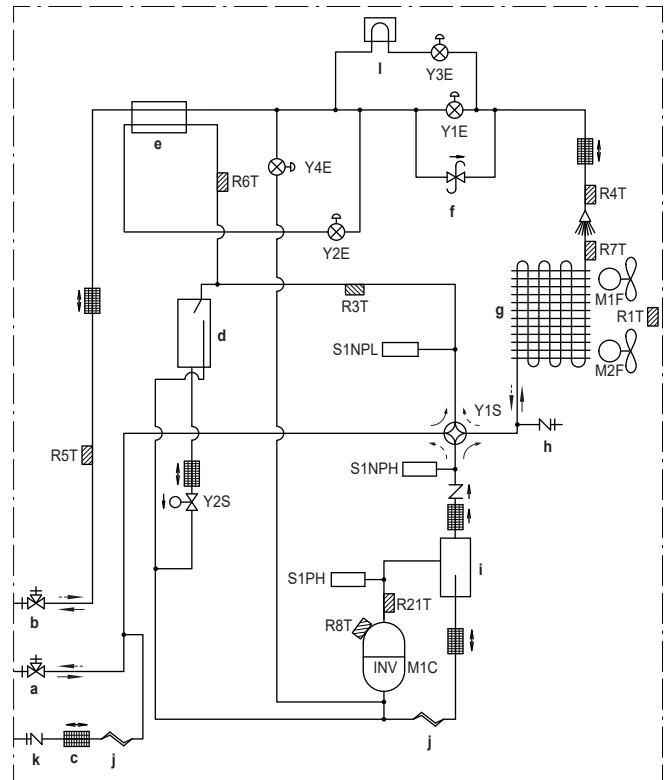 l
Y3E
Y1E
e
R6T
Y4E
f
R4T
Y2E
R7T
M1F
R3T
g
R1T
d
S1NPL
M2F
Y1S
h
R5T
S1NPH
Y2S
S1PH
i
R21T
b
R8T
INV
M1C
a
j
k
c
j